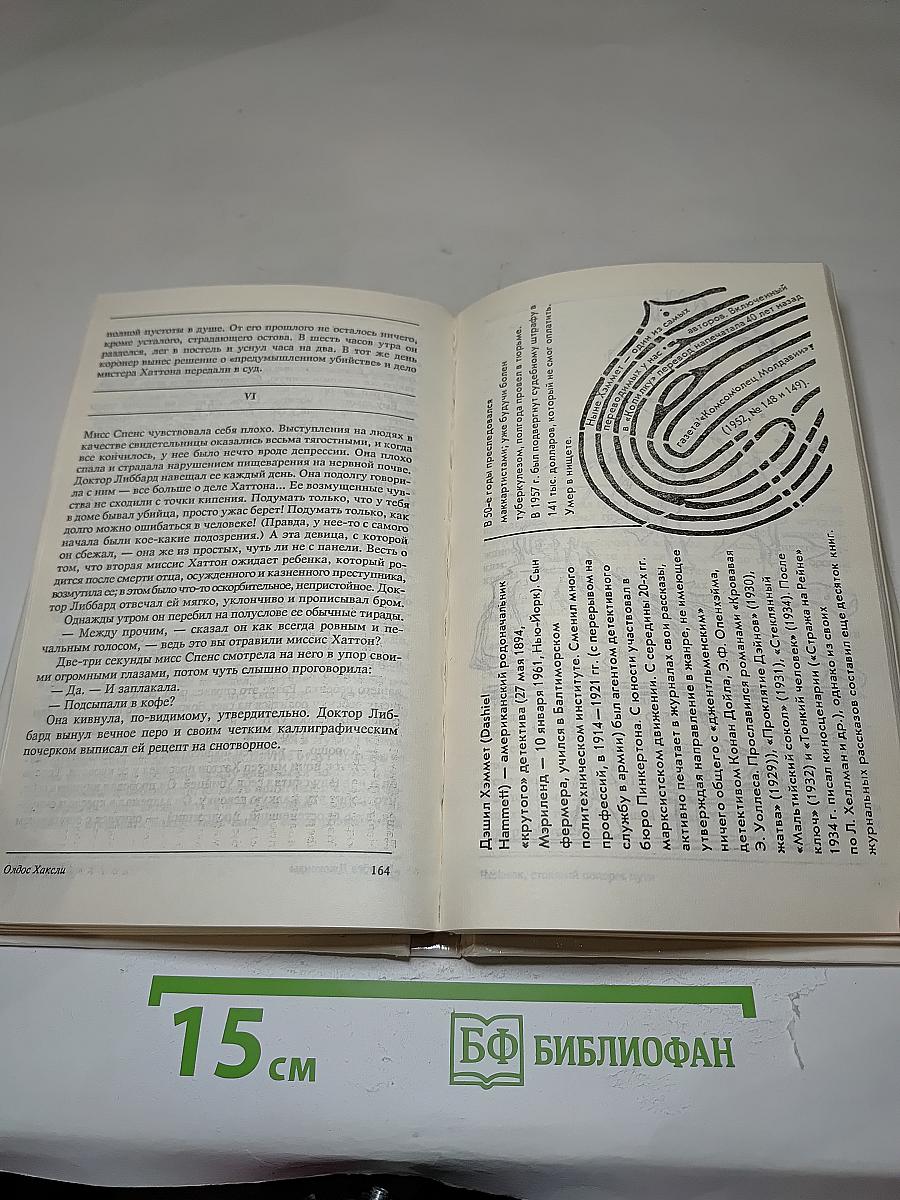 полной пустоты в душе. От его прошлого не осталось ничего,
кроме усталого, страдающего остова. В шесть часов утра он
разделся, лег в постель и уснул часа на два. В тот же день
коронер вынес решение о «предумышленном убийстве» и дело
мистера Хаттона передали в суд.
VI
Мисс Спенс чувствовала себя плохо. Выступления на людях в
качестве свидетельницы оказались весьма тягостными, и когда
все кончилось, у нее было нечто вроде депрессии. Она плохо
спала и страдала нарушением пищеварения на нервной почве.
Доктор Либбард навещал ее каждый день. Она подолгу говори-
ла с ним — все больше о деле Хаттона... Ее возмущенные чув-
ства не сходили с точки кипения. Подумать только, что у тебя
в доме бывал убийца, просто ужас берет! Подумать только, как
долго можно ошибаться в человеке! (Правда, у нее-то с самого
начала были кое-какие подозрения.) А эта девица, с которой
он сбежал, — она же из простых, чуть ли не с панели. Весть о
том, что вторая миссис Хаттон ожидает ребенка, который ро-
дится после смерти отца, осужденного и казненного преступника,
возмутила ее; в этом было что-то оскорбительное, непристойное. Док-
тор Либбард отвечал ей мягко, уклончиво и прописывал бром.
Однажды утром он перебил на полуслове ее обычные тирады.
— Между прочим, — сказал он как всегда ровным и пе-
чальным голосом, — ведь это вы отравили миссис Хаттон?
Две-три секунды мисс Спенс смотрела на него в упор свои-
ми огромными глазами, потом чуть слышно проговорила:
— Да. — И заплакала.
— Подсыпали в кофе?
Она кивнула, по-видимому, утвердительно. Доктор Либ-
бард вынул вечное перо и своим четким каллиграфическим
почерком выписал ей рецепт на снотворное.
Олдос Хаксли
164
Дэшил Хэммет (Dashiel
Hammett) — американский родоначальник
«крутого» детектива (27 мая 1894,
Мэриленд — 10 января 1961, Нью-Йорк). Сын
фермера, учился в Балтиморском
политехническом институте. Сменил много
профессий, в 1914—1921 гг. (с перерывом на
службу в армии) был агентом детективного
бюро Пинкертона. С юности участвовал в
марксистском движении. С середины 20-х гг.
активно печатает в журналах свои рассказы,
утверждая направление в жанре, не имеющее
ничего общего с «джентльменским»
детективом Конан Дойла, Э.Ф. Опенхэйма,
Э. Уоллеса. Прославился романами «Кровавая
жатва» (1929), «Проклятие Дэйнов» (1930),
«Мальтийский сокол» (1931), «Стеклянный
ключ» (1932) и «Тонкий человек» (1934). После
1934 г. писал киносценарии («Стража на Рейне»
по Л. Хеллман и др.), однако из своих
журнальных рассказов составил еще десяток книг.
В 50-е годы преследовался
маккартистами; уже будучи болен
туберкулезом, полгода провел в тюрьме.
В 1957 г. был подвергнут судебному штрафу в
141 тыс. долларов, который не смог оплатить.
Умер в нищете.
Ныне Хэммет — один из самых
переводимых у нас авторов. Включенный
в «Копилку» перевод напечатала 40 лет назад
газета «Комсомолец Молдавии»
(1952, № 148 и 149).
15 см
БФ БИБЛИОФАН